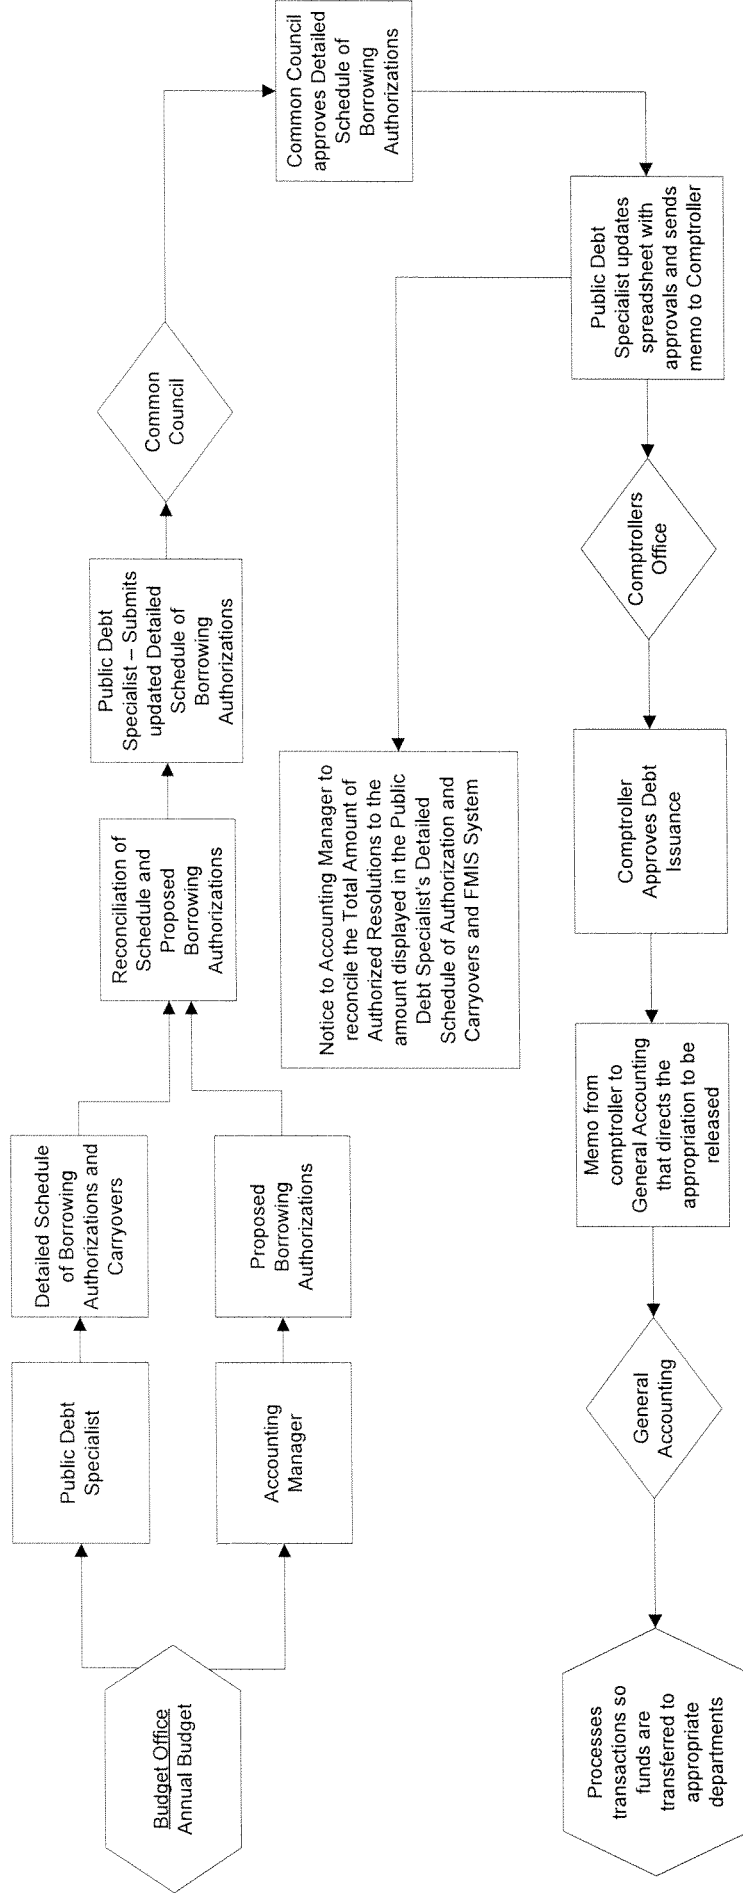 Budget Office
Annual Budget
Public Debt
Specialist
Detailed Schedule
of Borrowing
Authorizations and
Carryovers
Accounting
Manager
Proposed
Borrowing
Authorizations
Reconciliation of
Schedule and
Proposed
Borrowing
Authorizations
Public Debt
Specialist – Submits
updated Detailed
Schedule of
Borrowing
Authorizations
Common
Council
Common Council
approves Detailed
Schedule of
Borrowing
Authorizations
Public Debt
Specialist updates
spreadsheet with
approvals and sends
memo to Comptroller
Notice to Accounting Manager to
reconcile the Total Amount of
Authorized Resolutions to the
amount displayed in the Public
Debt Specialist's Detailed
Schedule of Authorization and
Carryovers and FMIS System
Comptrollers
Office
Comptroller
Approves Debt
Issuance
Memo from
comptroller to
General Accounting
that directs the
appropriation to be
released
General
Accounting
Processes
transactions so
funds are
transferred to
appropriate
departments